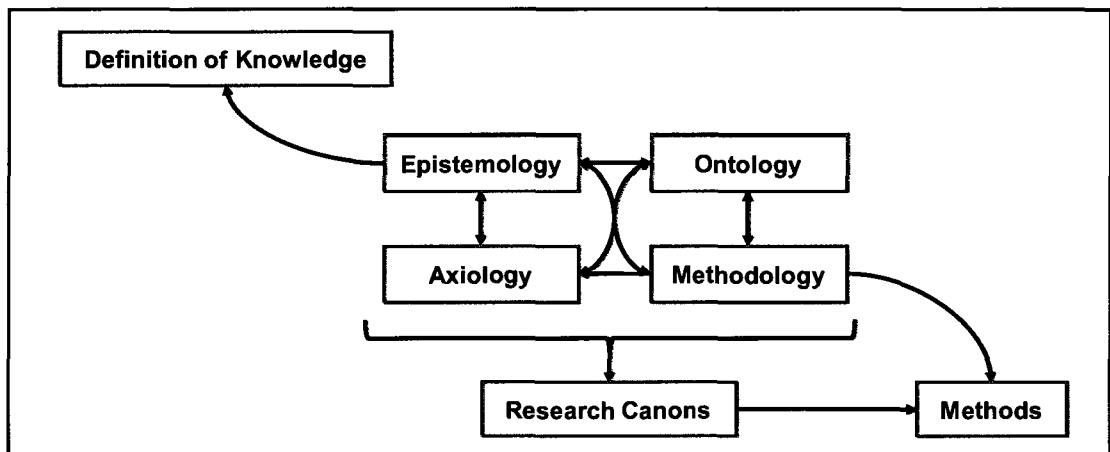 Definition of Knowledge
Epistemology
Ontology
Axiology
Methodology
Research Canons
Methods